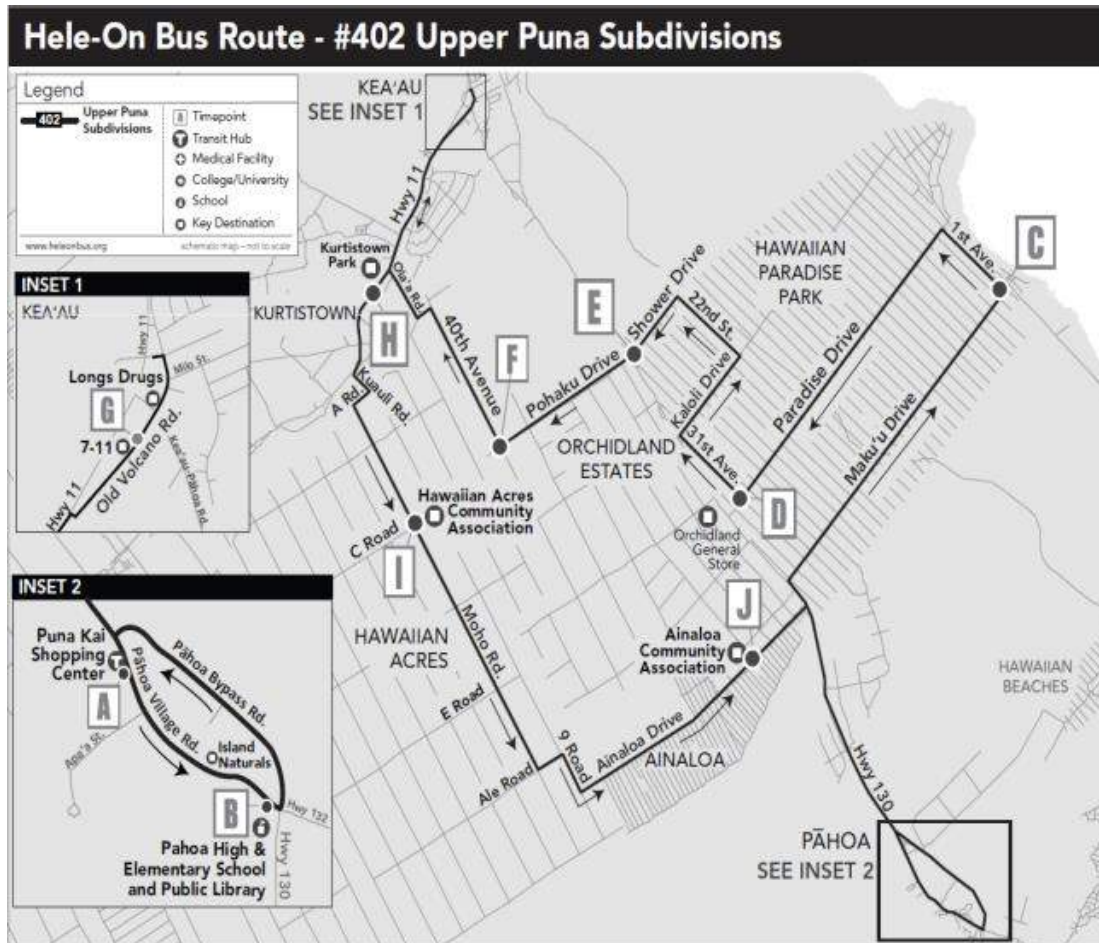 Hele-On Bus Route - #402 Upper Puna Subdivisions
Legend
402
Upper Puna
Subdivisions
A Timepoint
Transit Hub
Medical Facility
College/University
School
Key Destination
www.heleonbus.org
schematic map – not to scale
KEAʻAU
SEE INSET 1
Hwy 11
Kurtistown
Park
KURTISTOWN
H
Ola'a Rd.
40th Avenue
F
E
Pohaku Drive
Shower Drive
22nd St.
Kaloli Drive
31st Ave.
HAWAIIAN
PARADISE
PARK
1st Ave.
C
Paradise Drive
Maku'u Drive
D
ORCHIDLAND
ESTATES
Orchidland
General
Store
A Rd.
Kuauli Rd.
Hawaiian Acres
Community
Association
C Road
I
HAWAIIAN
ACRES
Moho Rd.
E Road
Ale Road
9 Road
Ainaloa Drive
AINALOA
J
Ainaloa
Community
Association
HAWAIIAN
BEACHES
Hwy 130
PĀHOA
SEE INSET 2
INSET 1
KEAʻAU
Hwy 11
Milo St.
Longs Drugs
G
7-11
Old Volcano Rd.
Kea'au-Pāhoa Rd.
Hwy 11
INSET 2
Puna Kai
Shopping
Center
A
Pāhoa Bypass Rd.
Pāhoa Village Rd.
Apa'a St.
Island
Naturals
B
Hwy 132
Pahoa High &
Elementary School
and Public Library
Hwy 130